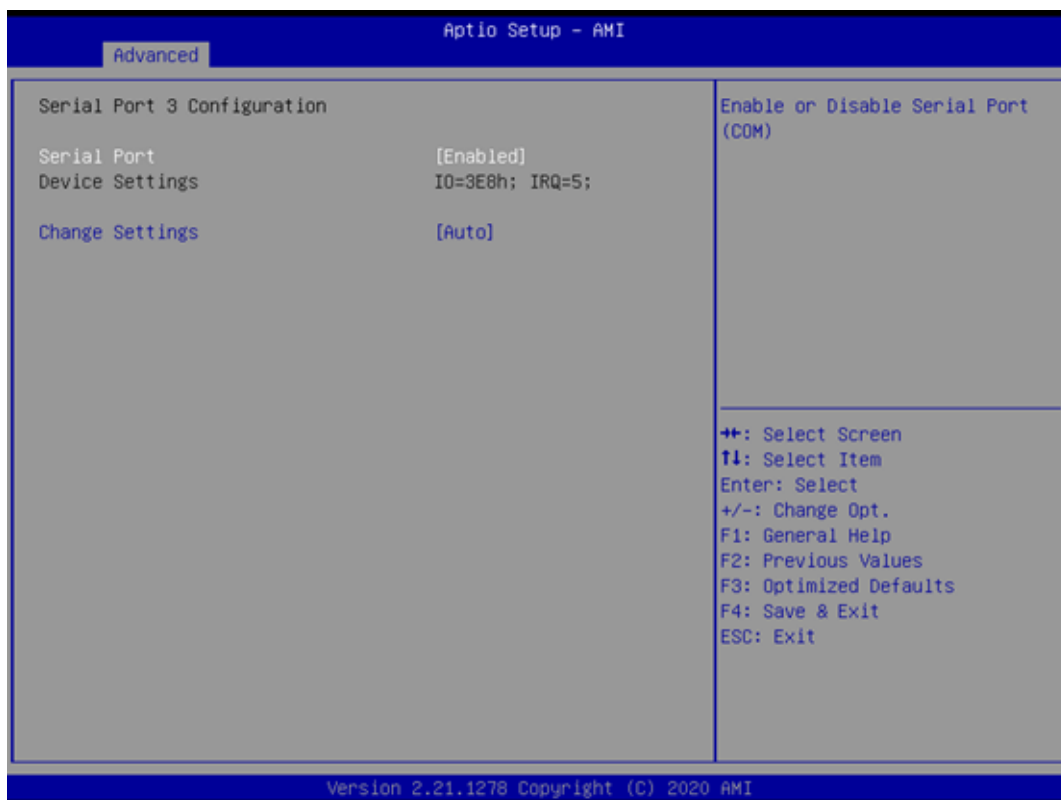 Aptio Setup – AMI
Advanced
Serial Port 3 Configuration
Serial Port [Enabled]
Device Settings IO=3E8h; IRQ=5;
Change Settings [Auto]
Enable or Disable Serial Port
(COM)
→←: Select Screen
↑↓: Select Item
Enter: Select
+/-: Change Opt.
F1: General Help
F2: Previous Values
F3: Optimized Defaults
F4: Save & Exit
ESC: Exit
Version 2.21.1278 Copyright (C) 2020 AMI